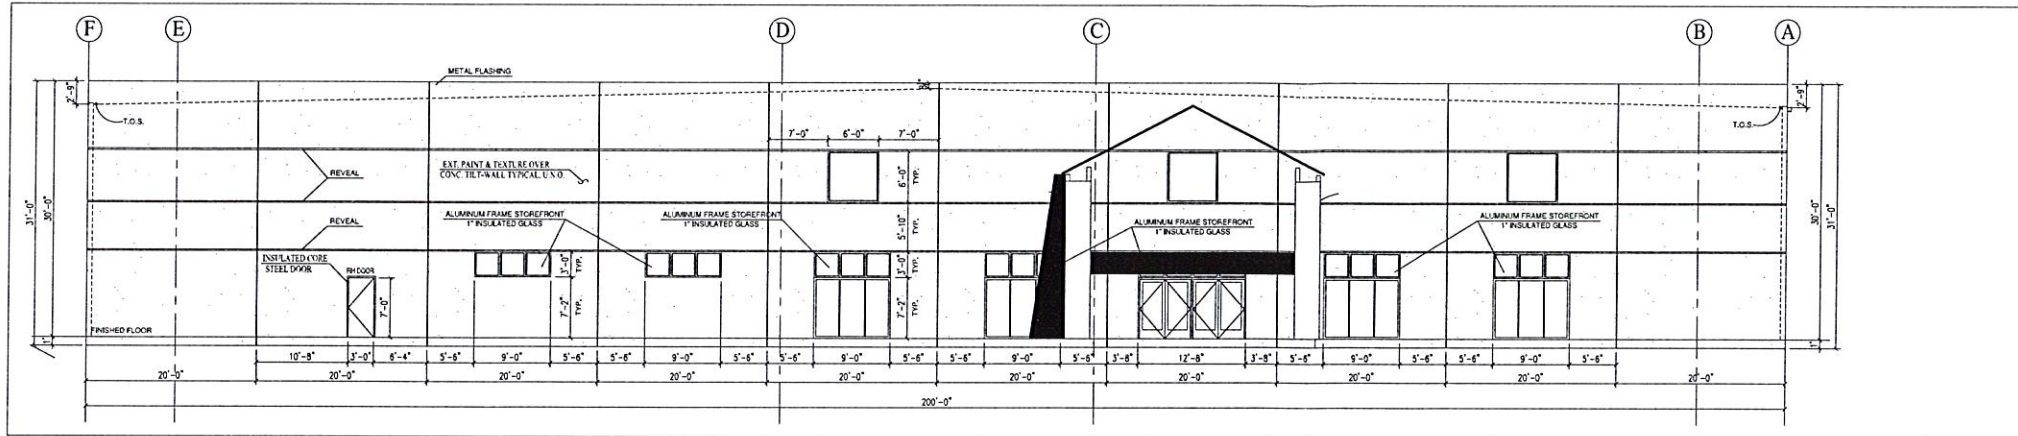 F E D C B A
METAL FLASHING
2'-9"
2'-9"
T.O.S.
T.O.S.
7'-0" 6'-0" 7'-0"
REVEAL
EXT. PAINT & TEXTURE OVER
CONC. TILT-WALL TYPICAL, U.N.O.
6'-0"
TYP.
31'-0"
30'-0"
30'-0"
31'-0"
REVEAL
ALUMINUM FRAME STOREFRONT
1" INSULATED GLASS
ALUMINUM FRAME STOREFRONT
1" INSULATED GLASS
5'-10"
TYP.
ALUMINUM FRAME STOREFRONT
1" INSULATED GLASS
ALUMINUM FRAME STOREFRONT
1" INSULATED GLASS
INSULATED CORE
STEEL DOOR
RH DOOR
3'-0"
TYP.
3'-0"
TYP.
7'-0"
7'-2"
TYP.
7'-2"
TYP.
FINISHED FLOOR
1'
1'
10'-8" 3'-0" 6'-4" 5'-6" 9'-0" 5'-6" 5'-6" 9'-0" 5'-6" 5'-6" 9'-0" 5'-6" 5'-6" 9'-0" 5'-6" 3'-8" 12'-8" 3'-8" 5'-6" 9'-0" 5'-6" 5'-6" 9'-0" 5'-6"
20'-0" 20'-0" 20'-0" 20'-0" 20'-0" 20'-0" 20'-0" 20'-0" 20'-0" 20'-0"
200'-0"